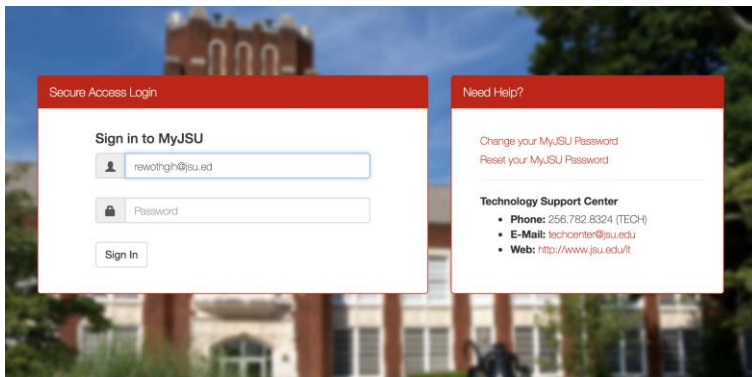 Secure Access Login
Sign in to MyJSU
rewothgih@jsu.ed
Password
Sign In
Need Help?
Change your MyJSU Password
Reset your MyJSU Password
Technology Support Center
• Phone: 256.782.8324 (TECH)
• E-Mail: techcenter@jsu.edu
• Web: http://www.jsu.edu/it